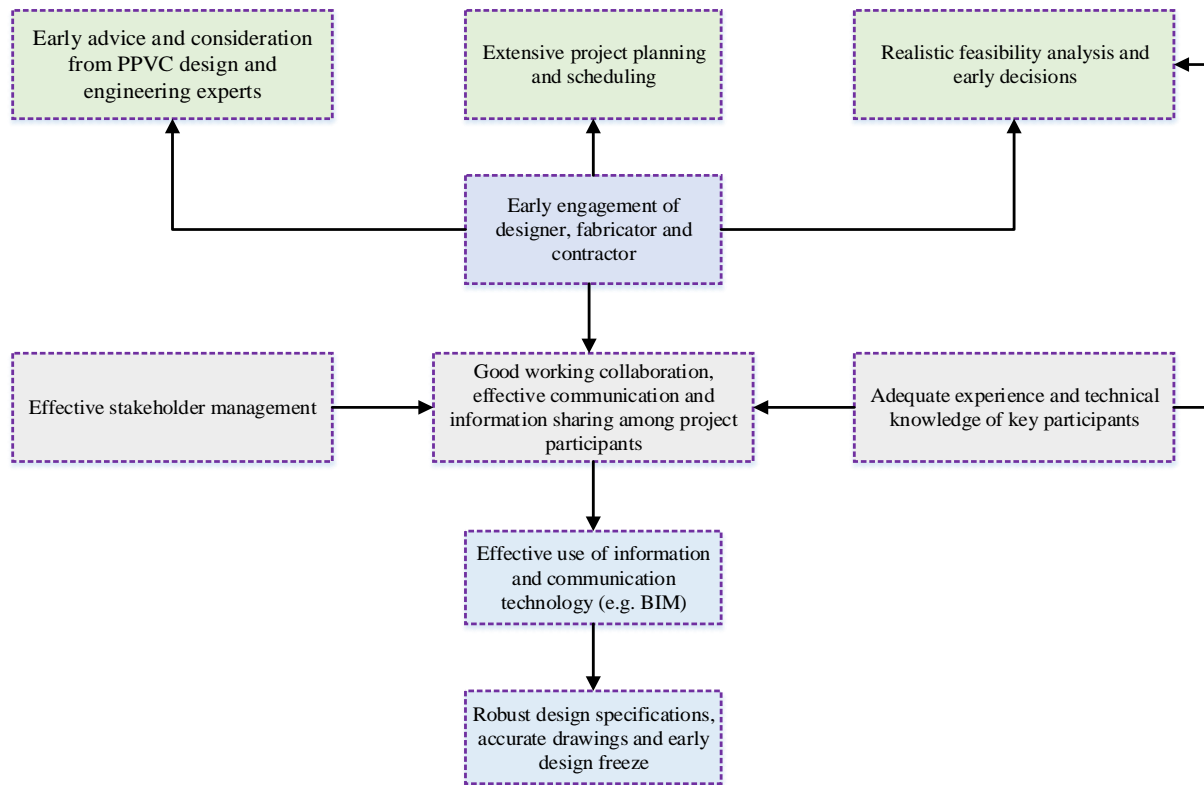 Early advice and consideration
from PPVC design and
engineering experts
Extensive project planning
and scheduling
Realistic feasibility analysis and
early decisions
Early engagement of
designer, fabricator and
contractor
Effective stakeholder management
Good working collaboration,
effective communication and
information sharing among project
participants
Adequate experience and technical
knowledge of key participants
Effective use of information
and communication
technology (e.g. BIM)
Robust design specifications,
accurate drawings and early
design freeze